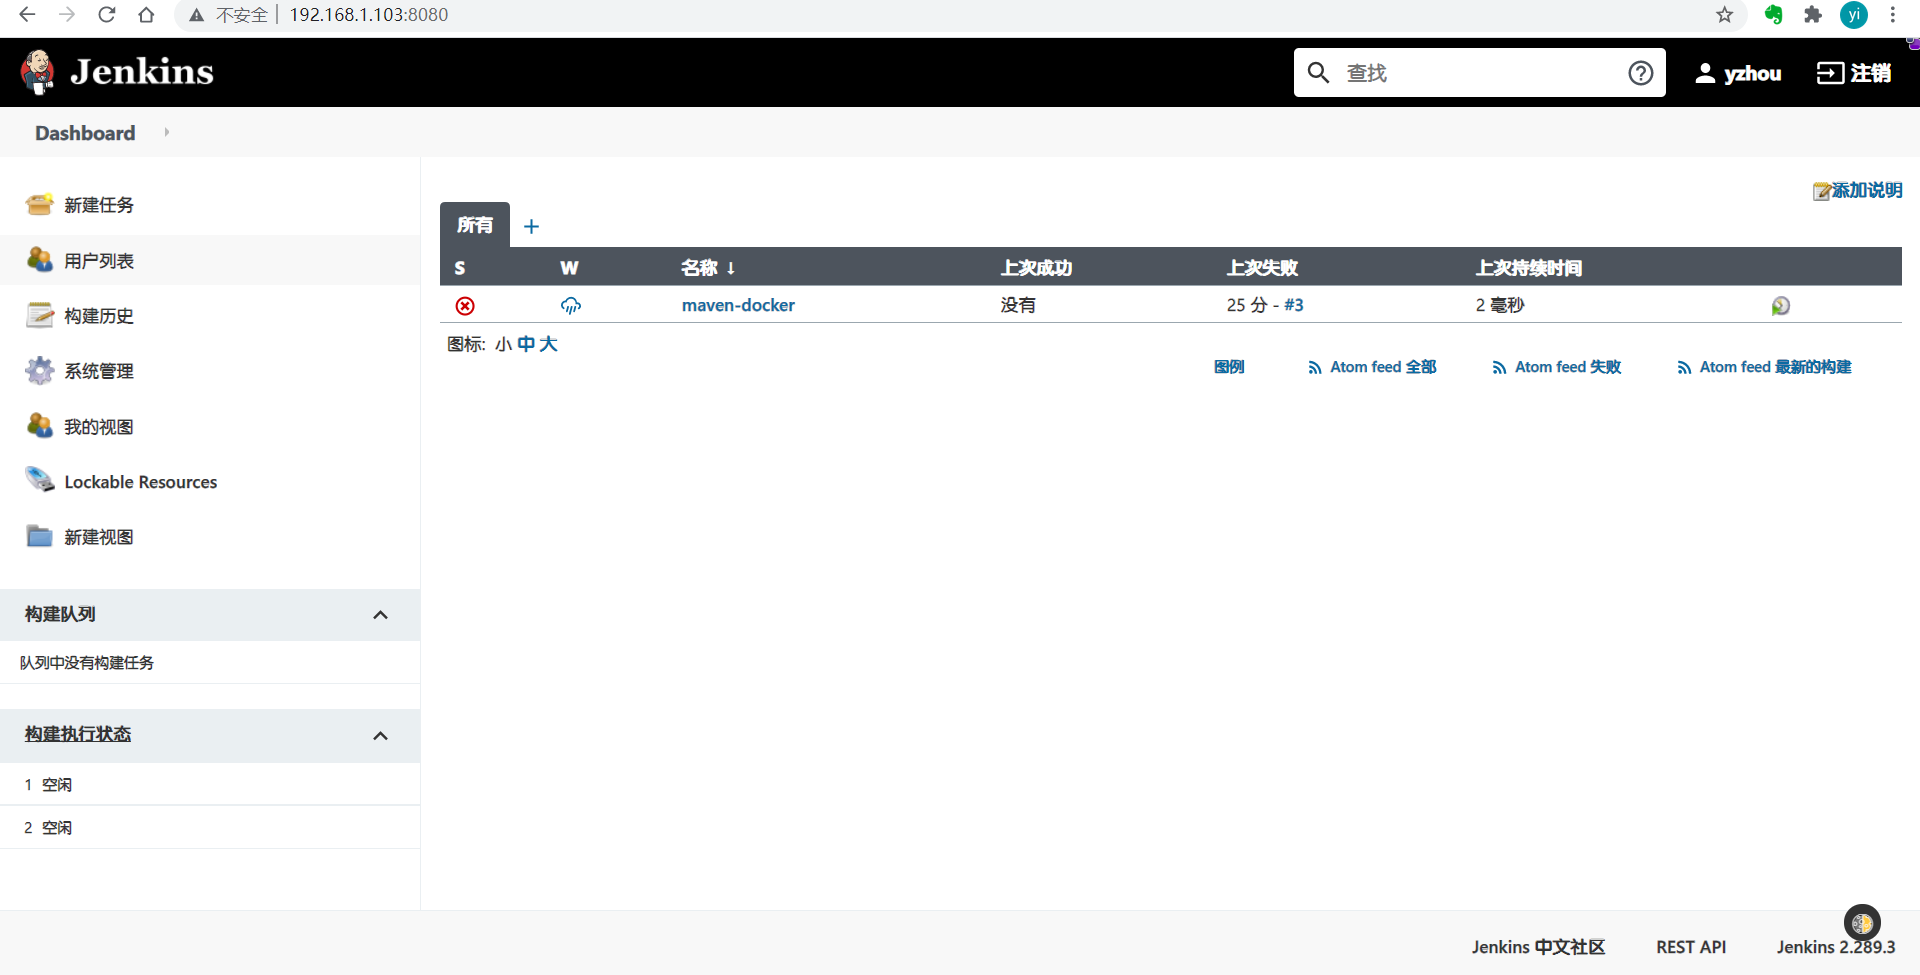 不安全 192.168.1.103:8080
yi
Jenkins
查找
yzhou
注销
Dashboard
新建任务
用户列表
构建历史
系统管理
我的视图
Lockable Resources
新建视图
构建队列
队列中没有构建任务
构建执行状态
1 空闲
2 空闲
添加说明
所有 +
S W 名称 ↓ 上次成功 上次失败 上次持续时间
maven-docker 没有 25 分 - #3 2 毫秒
图标: 小 中 大
图例 Atom feed 全部 Atom feed 失败 Atom feed 最新的构建
Jenkins 中文社区 REST API Jenkins 2.289.3